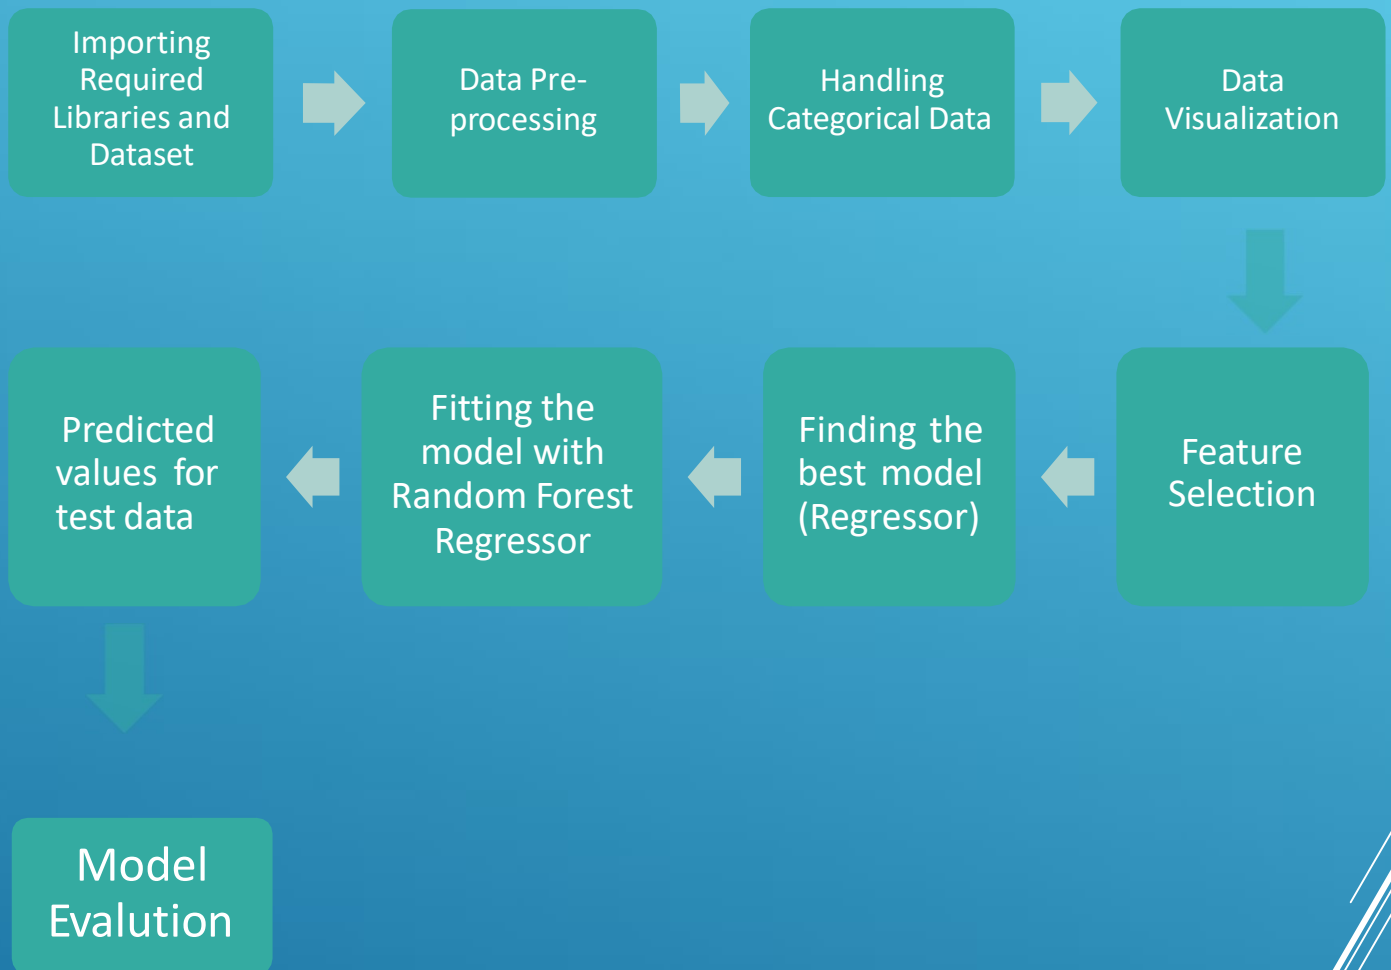 Importing
Required
Libraries and
Dataset
Data Pre-
processing
Handling
Categorical Data
Data
Visualization
Feature
Selection
Finding the
best model
(Regressor)
Fitting the
model with
Random Forest
Regressor
Predicted
values for
test data
Model
Evalution